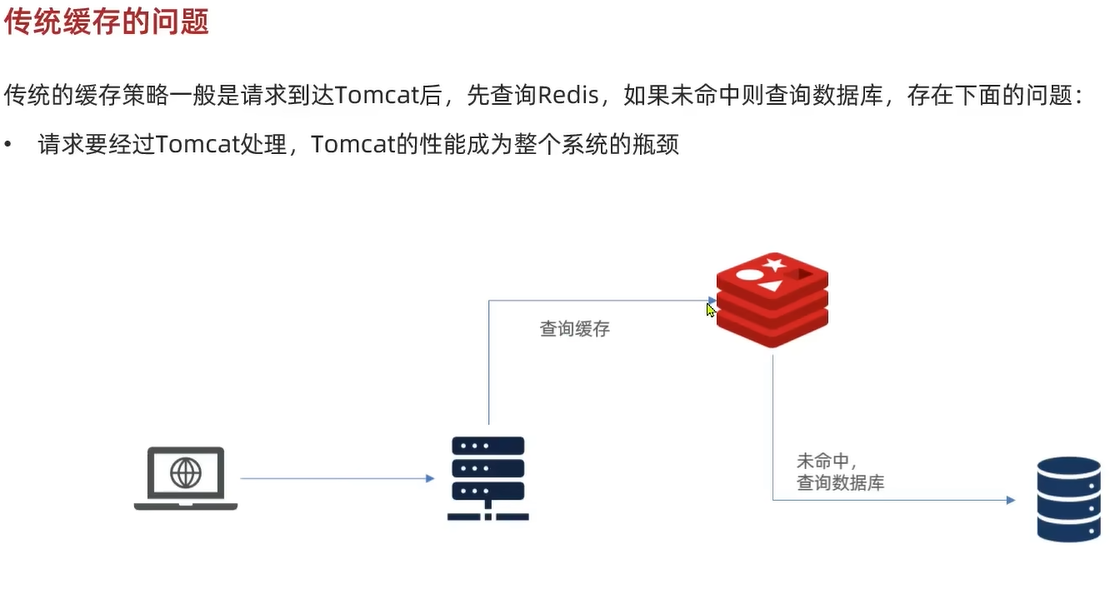 传统缓存的问题
传统的缓存策略一般是请求到达Tomcat后，先查询Redis，如果未命中则查询数据库，存在下面的问题：
• 请求要经过Tomcat处理，Tomcat的性能成为整个系统的瓶颈
查询缓存
未命中，
查询数据库